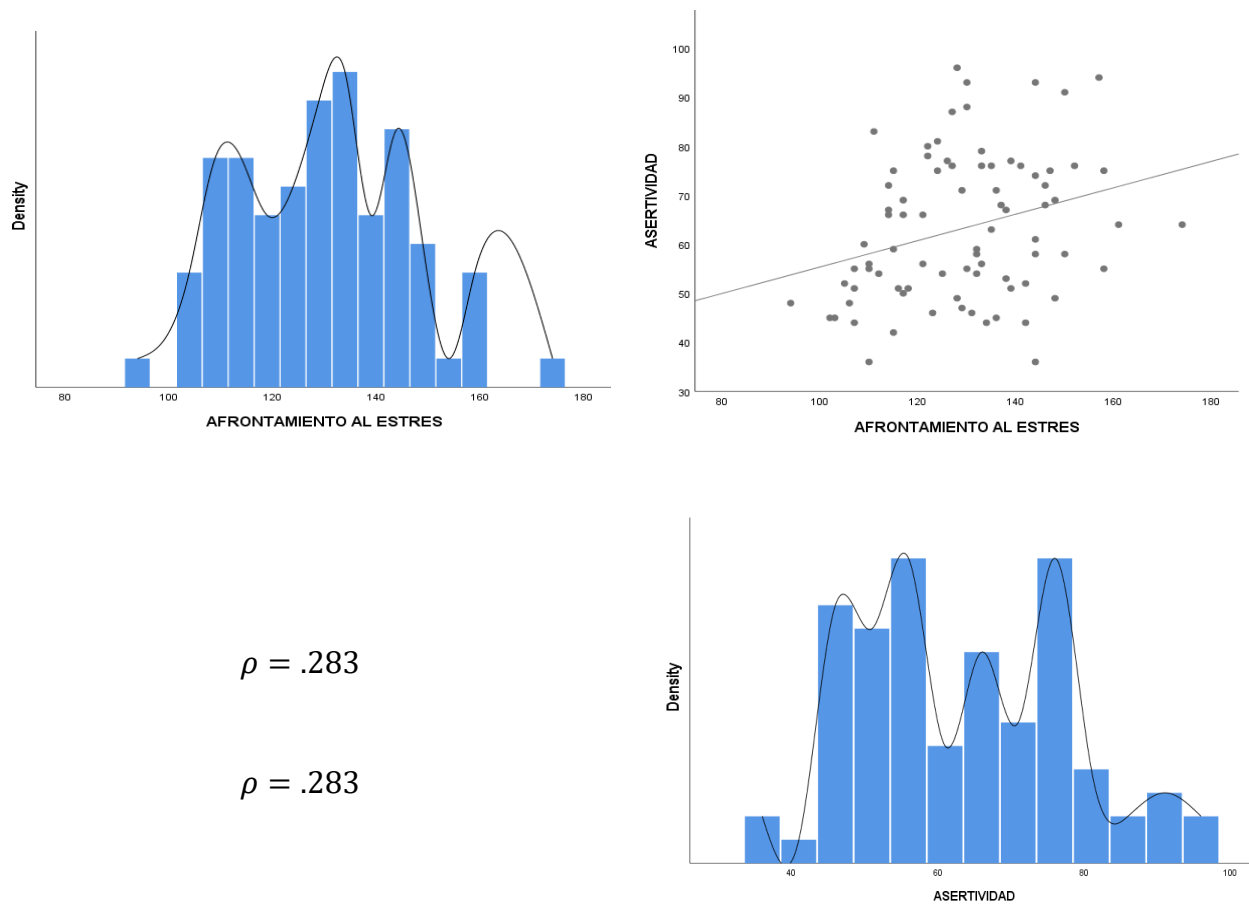 Density
80 100 120 140 160 180
AFRONTAMIENTO AL ESTRES
ASERTIVIDAD
100
90
80
70
60
50
40
30
80 100 120 140 160 180
AFRONTAMIENTO AL ESTRES
ρ = .283
ρ = .283
Density
40 60 80 100
ASERTIVIDAD